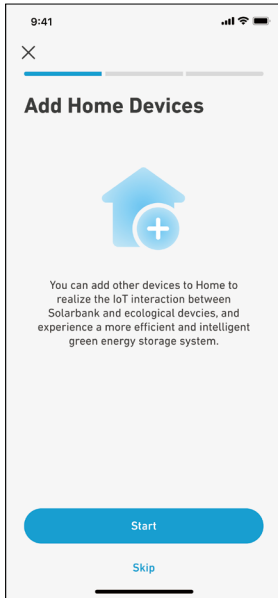 9:41
Add Home Devices
You can add other devices to Home to
realize the IoT interaction between
Solarbank and ecological devcies, and
experience a more efficient and intelligent
green energy storage system.
Start
Skip